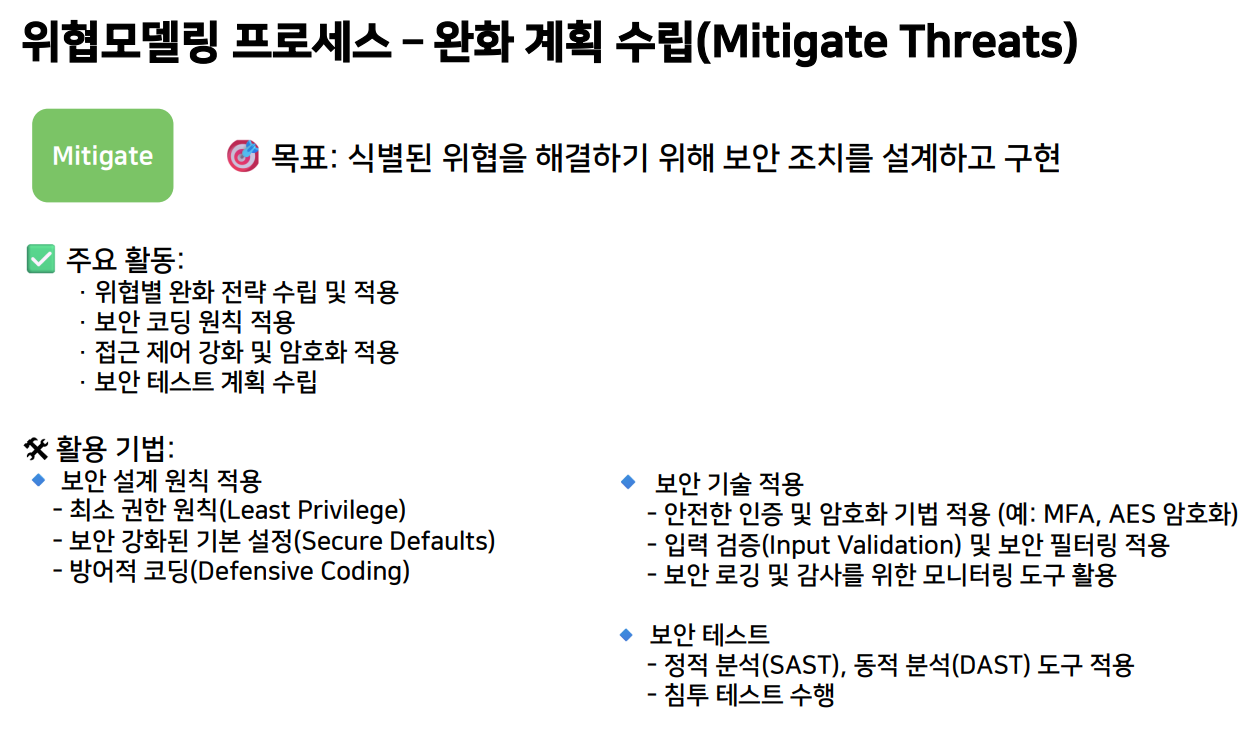 위협모델링 프로세스 – 완화 계획 수립(Mitigate Threats)
Mitigate
🎯 목표: 식별된 위협을 해결하기 위해 보안 조치를 설계하고 구현
✅ 주요 활동:
· 위협별 완화 전략 수립 및 적용
· 보안 코딩 원칙 적용
· 접근 제어 강화 및 암호화 적용
· 보안 테스트 계획 수립
🛠 활용 기법:
🔹 보안 설계 원칙 적용
- 최소 권한 원칙(Least Privilege)
- 보안 강화된 기본 설정(Secure Defaults)
- 방어적 코딩(Defensive Coding)
🔹 보안 기술 적용
- 안전한 인증 및 암호화 기법 적용 (예: MFA, AES 암호화)
- 입력 검증(Input Validation) 및 보안 필터링 적용
- 보안 로깅 및 감사를 위한 모니터링 도구 활용
🔹 보안 테스트
- 정적 분석(SAST), 동적 분석(DAST) 도구 적용
- 침투 테스트 수행